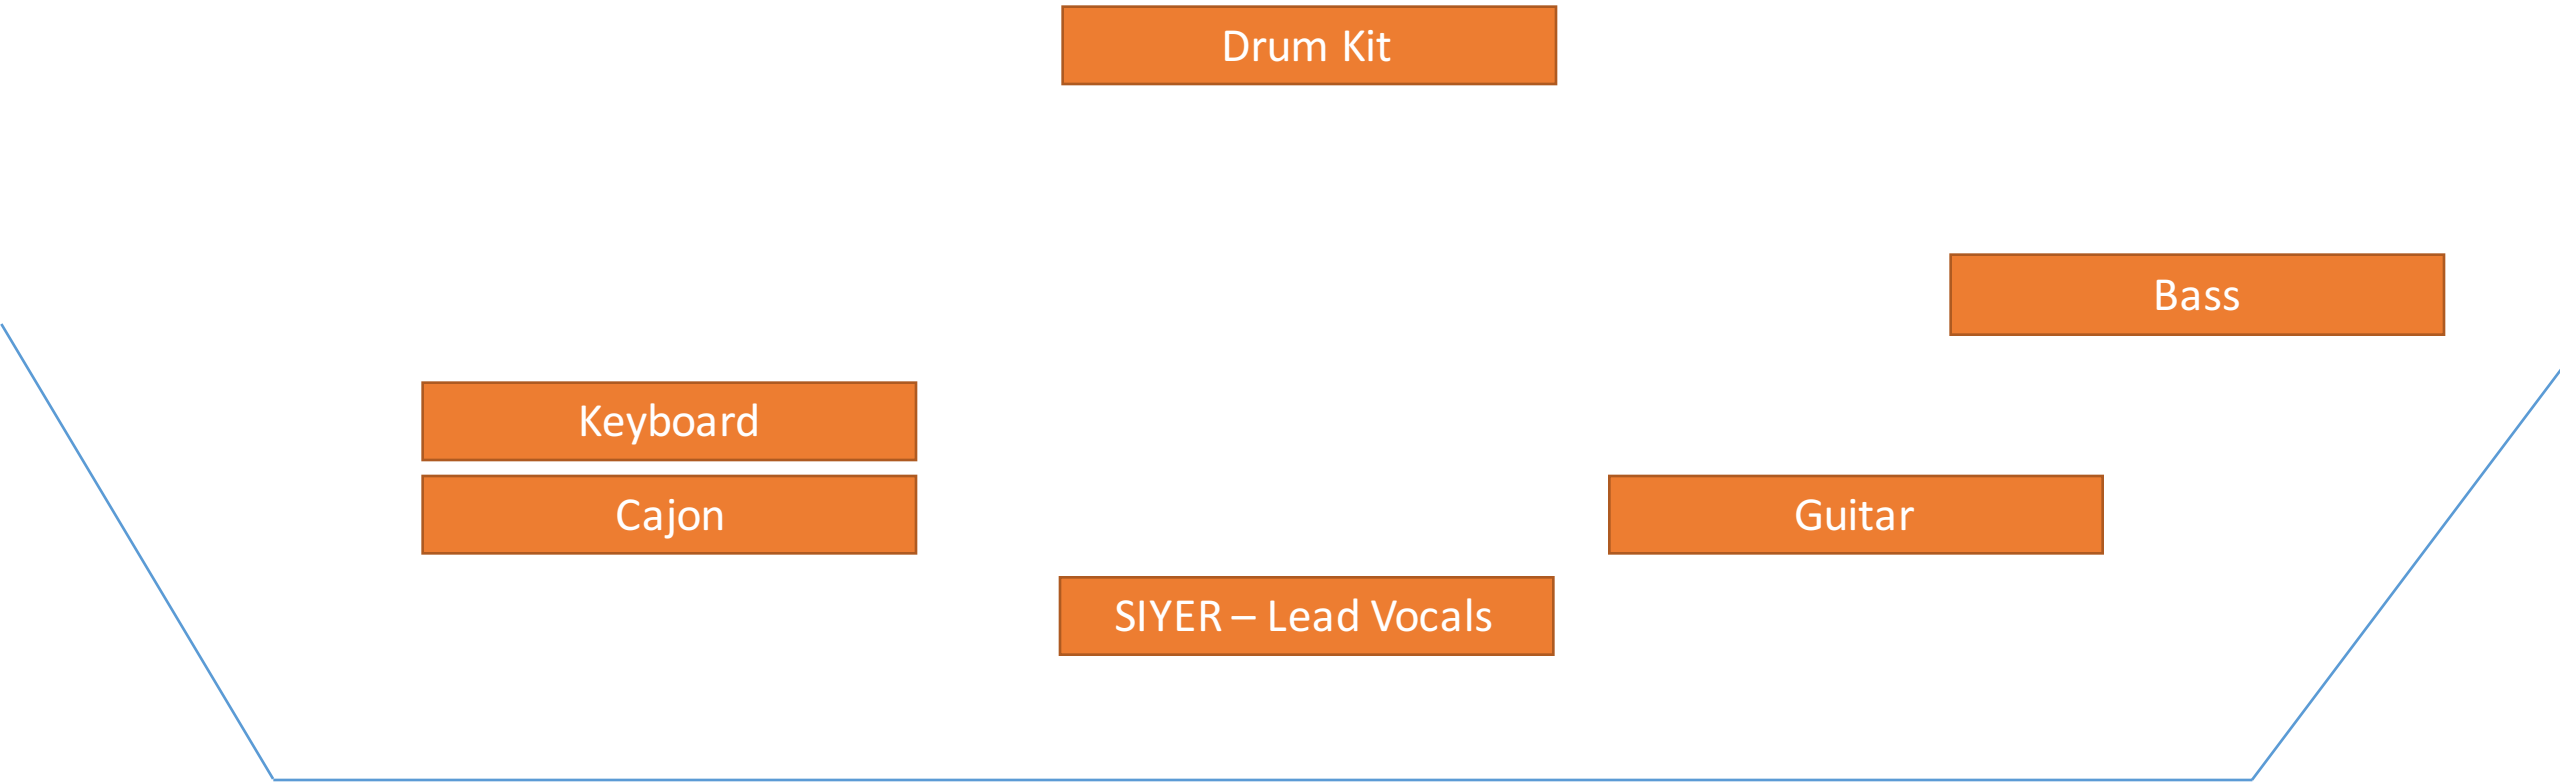 Drum Kit
Bass
Keyboard
Cajon
Guitar
SIYER – Lead Vocals